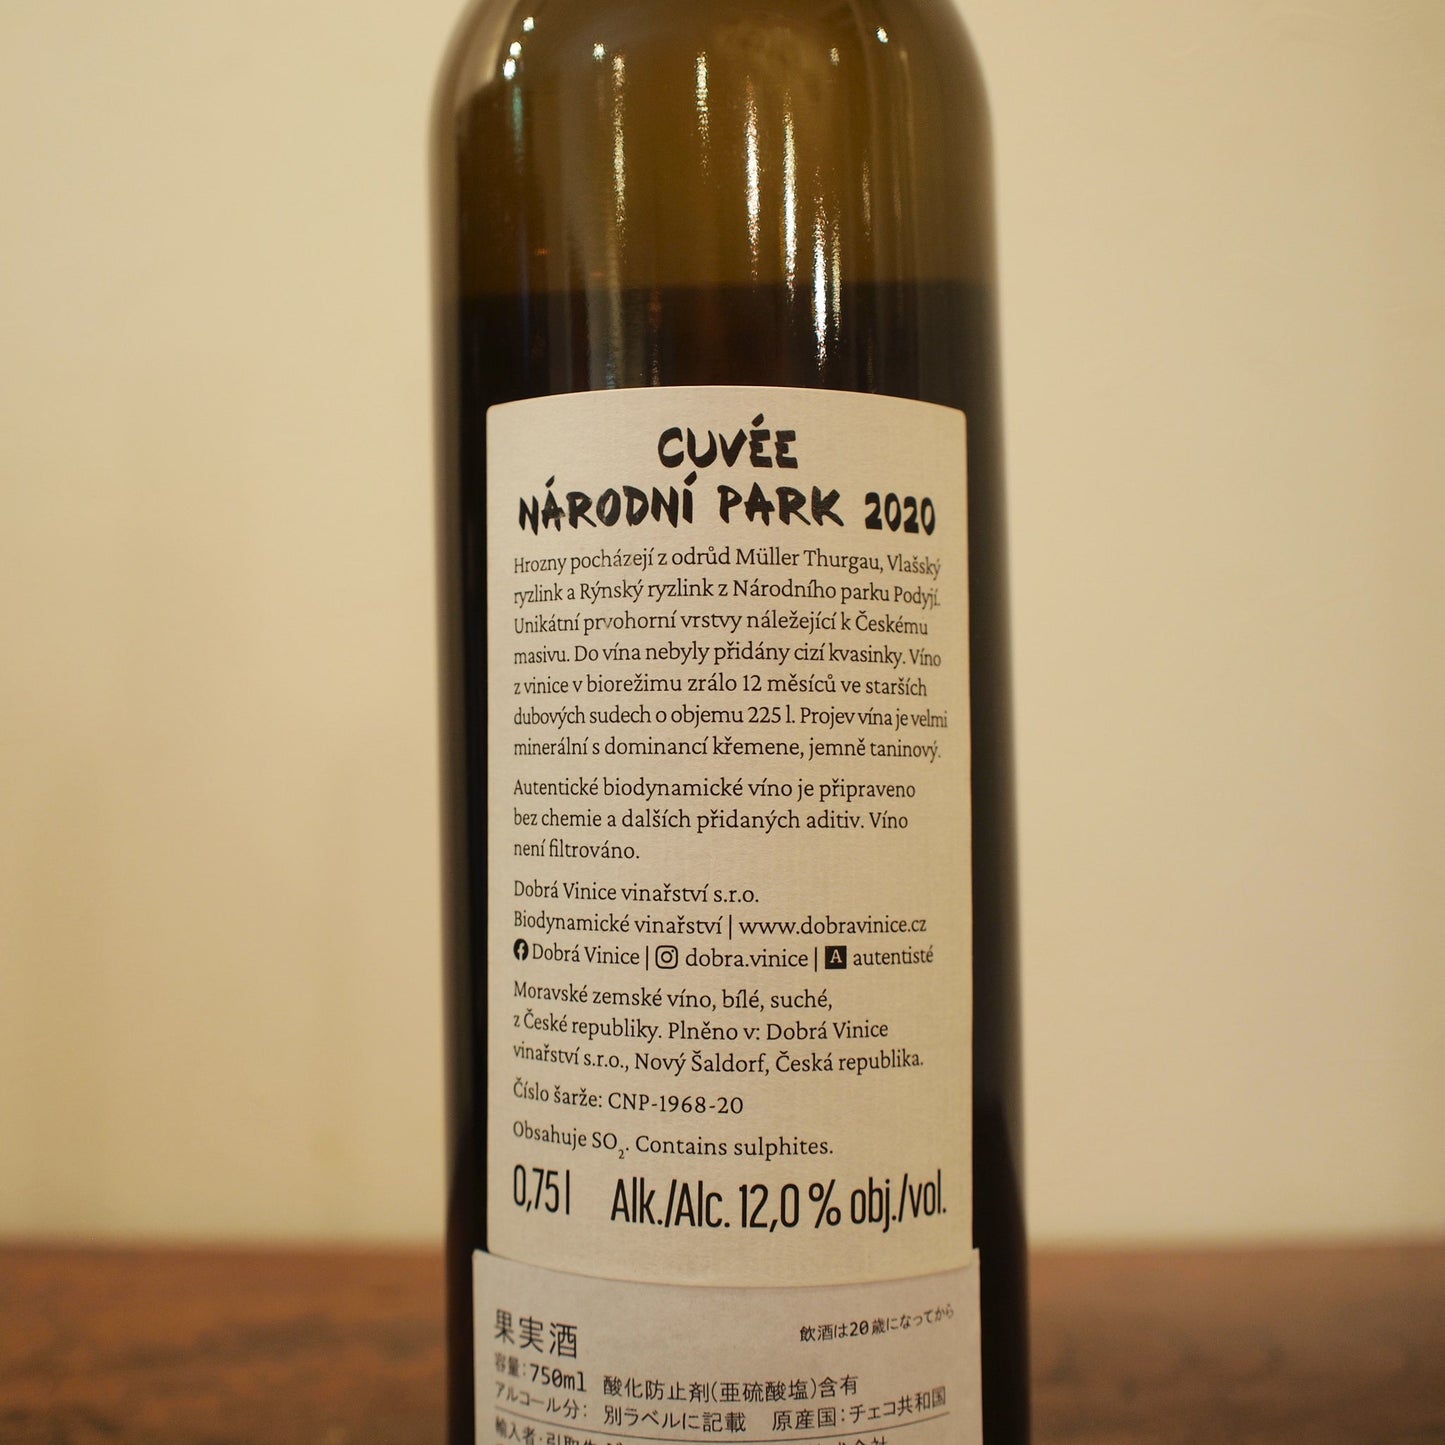 CUVÉE
NÁRODNÍ PARK 2020
Hrozny pocházejí z odrůd Müller Thurgau, Vlašský
ryzlink a Rýnský ryzlink z Národního parku Podyjí.
Unikátní prvohorní vrstvy náležející k Českému
masivu. Do vína nebyly přidány cizí kvasinky. Víno
z vinice v biorežimu zrálo 12 měsíců ve starších
dubových sudech o objemu 225 l. Projev vína je velmi
minerální s dominancí křemene, jemně taninový.
Autentické biodynamické víno je připraveno
bez chemie a dalších přidaných aditiv. Víno
není filtrováno.
Dobrá Vinice vinařství s.r.o.
Biodynamické vinařství | www.dobravinice.cz
Dobrá Vinice | dobra.vinice | A autentisté
Moravské zemské víno, bílé, suché,
z České republiky. Plněno v: Dobrá Vinice
vinařství s.r.o., Nový Šaldorf, Česká republika.
Číslo šarže: CNP-1968-20
Obsahuje SO₂. Contains sulphites.
0,75 l Alk./Alc. 12,0 % obj./vol.
果実酒 飲酒は20歳になってから
容量:750ml 酸化防止剤(亜硫酸塩)含有
アルコール分: 別ラベルに記載 原産国:チェコ共和国
輸入者・引取先